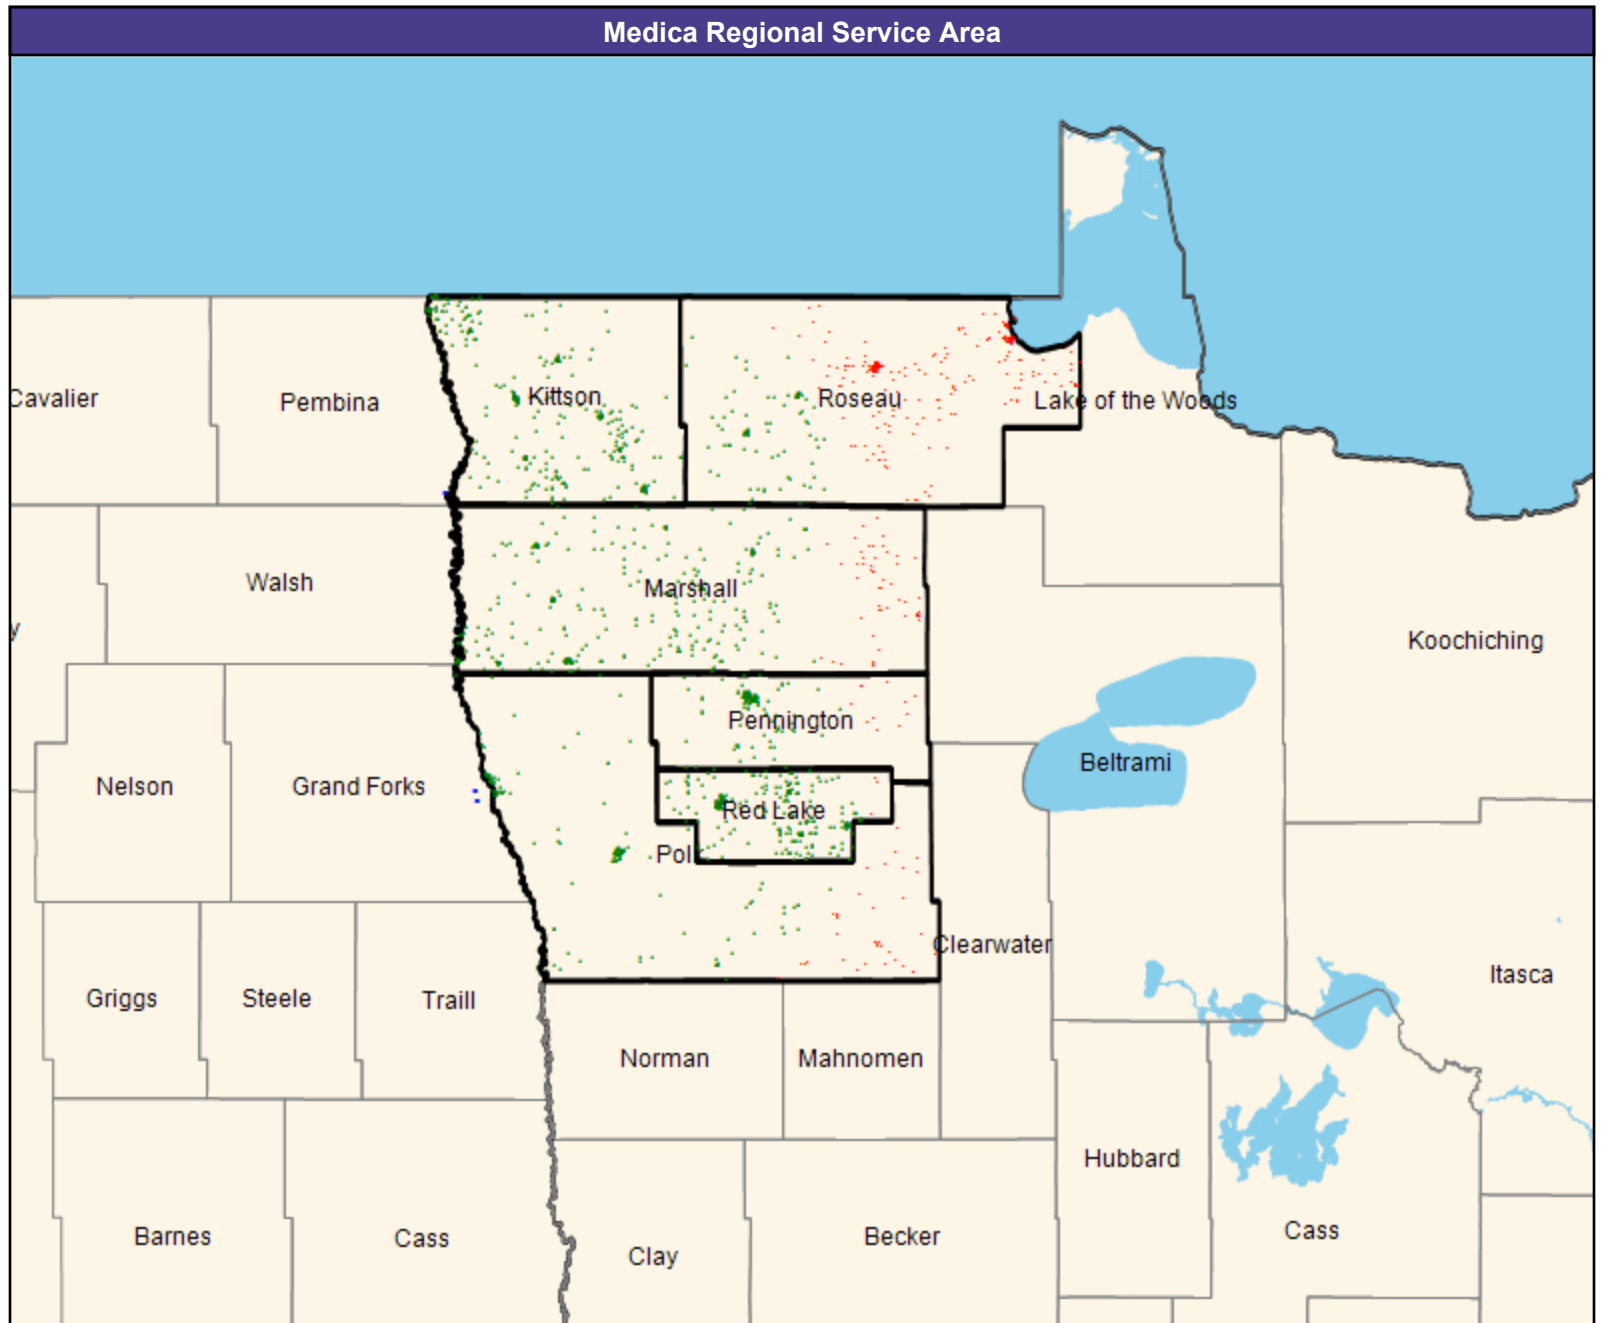 Medica Regional Service Area
Cavalier
Pembina
Kittson
Roseau
Lake of the Woods
Walsh
Marshall
y
Koochiching
Pennington
Nelson
Grand Forks
Beltrami
Red Lake
Pol
Clearwater
Griggs
Steele
Traill
Itasca
Norman
Mahnomen
Hubbard
Barnes
Cass
Clay
Becker
Cass